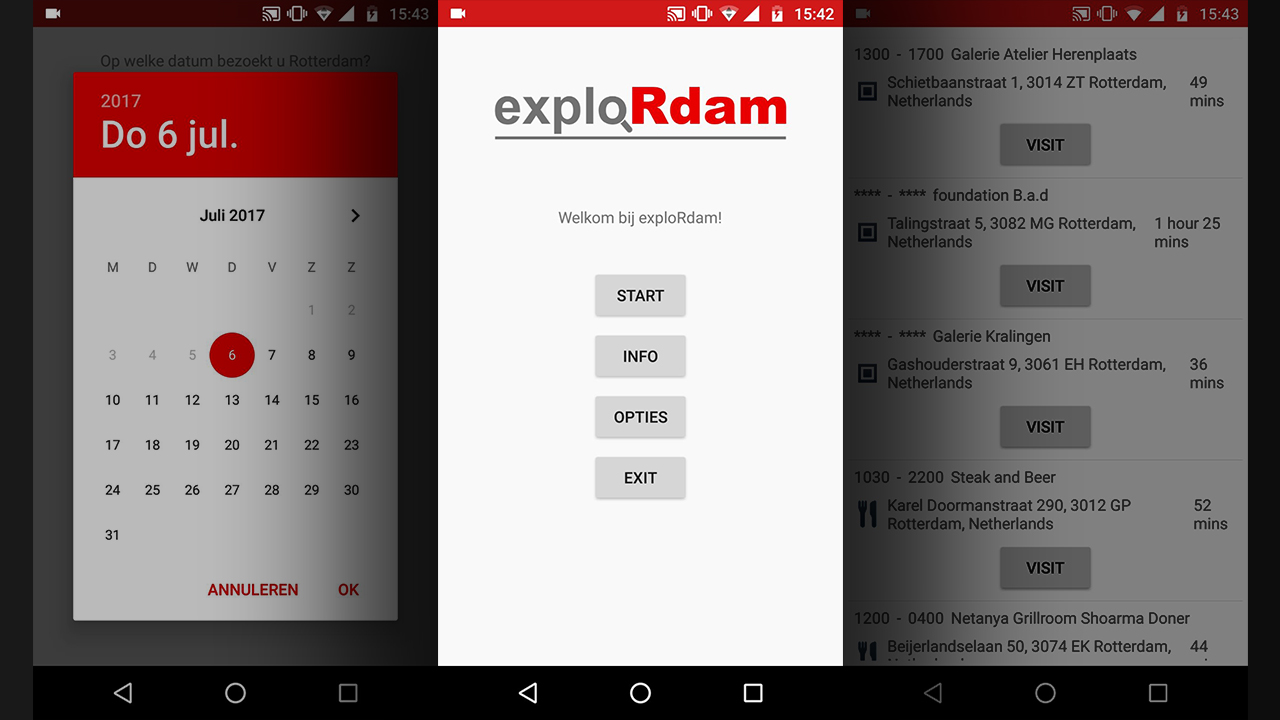 15:43
Op welke datum bezoekt u Rotterdam?
2017
Do 6 jul.
Juli 2017
M D W D V Z Z
1 2
3 4 5 6 7 8 9
10 11 12 13 14 15 16
17 18 19 20 21 22 23
24 25 26 27 28 29 30
31
ANNULEREN OK
15:42
exploRdam
Welkom bij exploRdam!
START
INFO
OPTIES
EXIT
15:43
1300 - 1700 Galerie Atelier Herenplaats
Schietbaanstraat 1, 3014 ZT Rotterdam, 49
Netherlands mins
VISIT
**** - **** foundation B.a.d
Talingstraat 5, 3082 MG Rotterdam, 1 hour 25
Netherlands mins
VISIT
**** - **** Galerie Kralingen
Gashouderstraat 9, 3061 EH Rotterdam, 36
Netherlands mins
VISIT
1030 - 2200 Steak and Beer
Karel Doormanstraat 290, 3012 GP 52
Rotterdam, Netherlands mins
VISIT
1200 - 0400 Netanya Grillroom Shoarma Doner
Beijerlandselaan 50, 3074 EK Rotterdam, 44